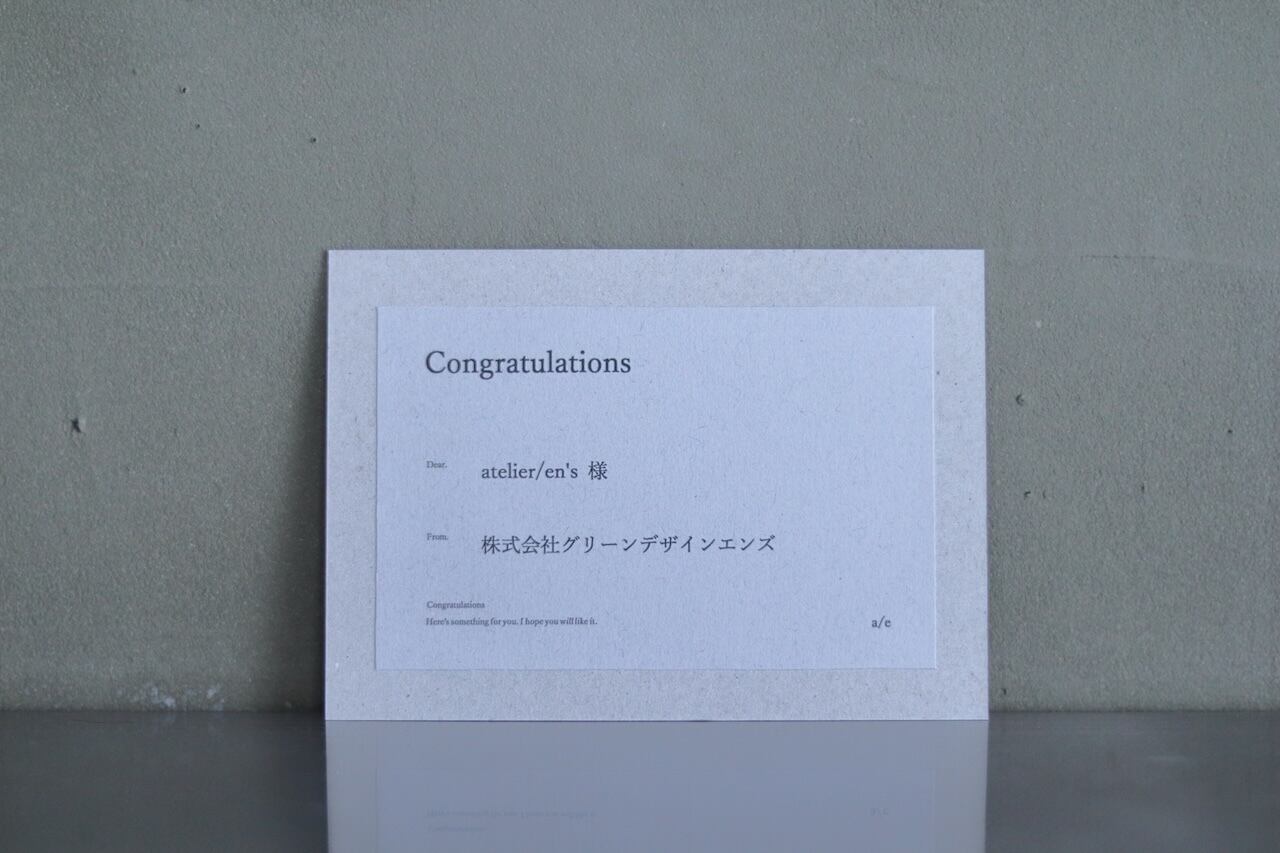 Congratulations
Dear. atelier/en's 様
From. 株式会社グリーンデザインエンズ
Congratulations
Here's something for you. I hope you will like it.
a/e